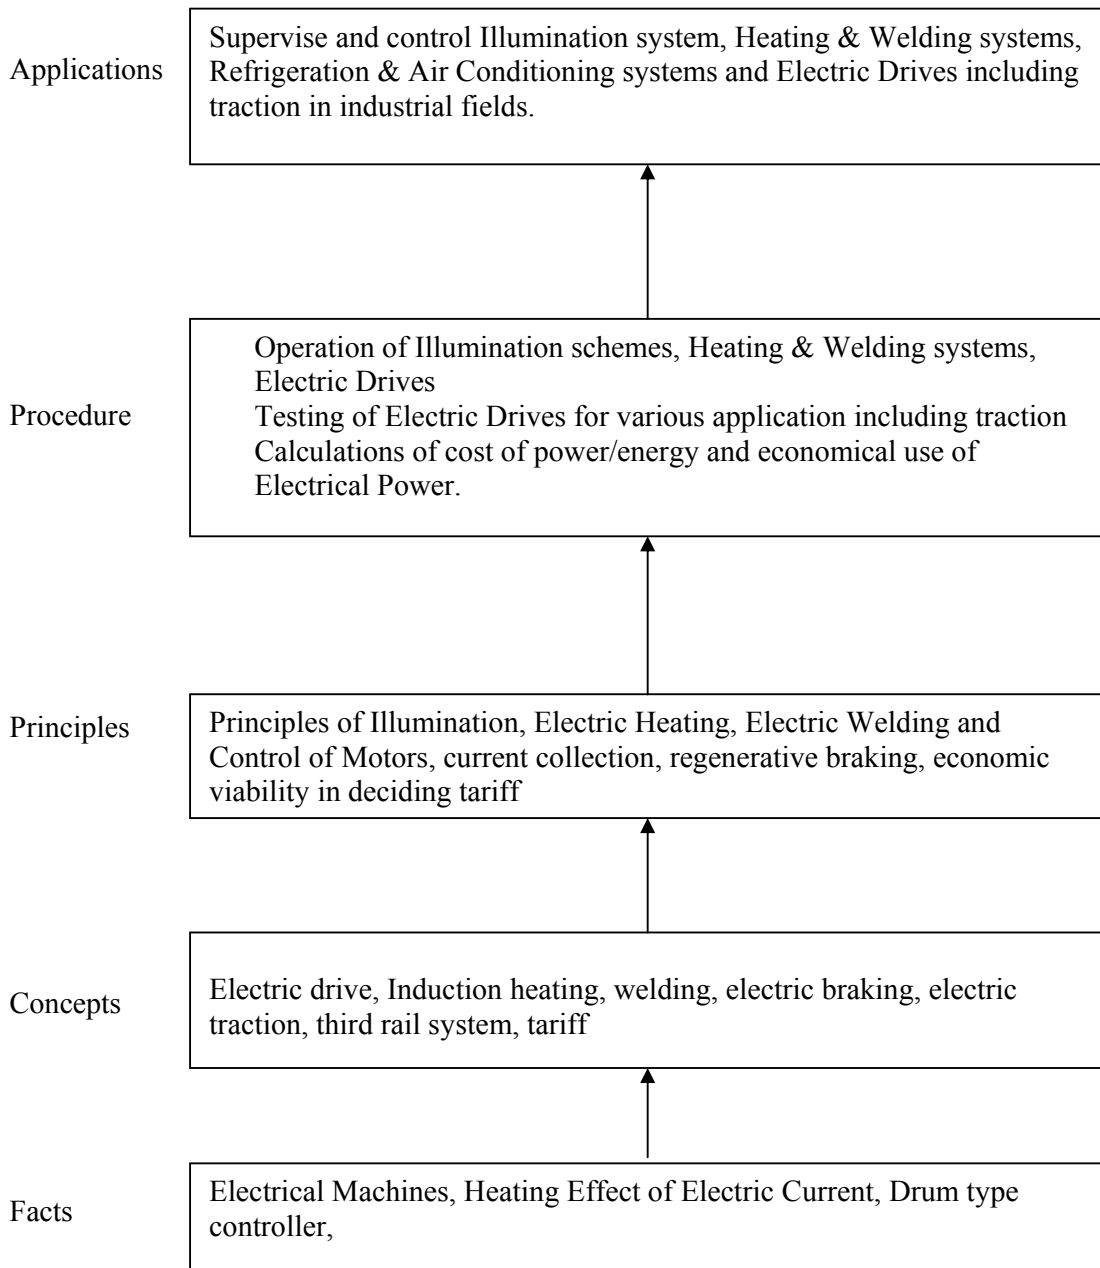 Applications
Supervise and control Illumination system, Heating & Welding systems,
Refrigeration & Air Conditioning systems and Electric Drives including
traction in industrial fields.
Procedure
Operation of Illumination schemes, Heating & Welding systems,
Electric Drives
Testing of Electric Drives for various application including traction
Calculations of cost of power/energy and economical use of
Electrical Power.
Principles
Principles of Illumination, Electric Heating, Electric Welding and
Control of Motors, current collection, regenerative braking, economic
viability in deciding tariff
Concepts
Electric drive, Induction heating, welding, electric braking, electric
traction, third rail system, tariff
Facts
Electrical Machines, Heating Effect of Electric Current, Drum type
controller,